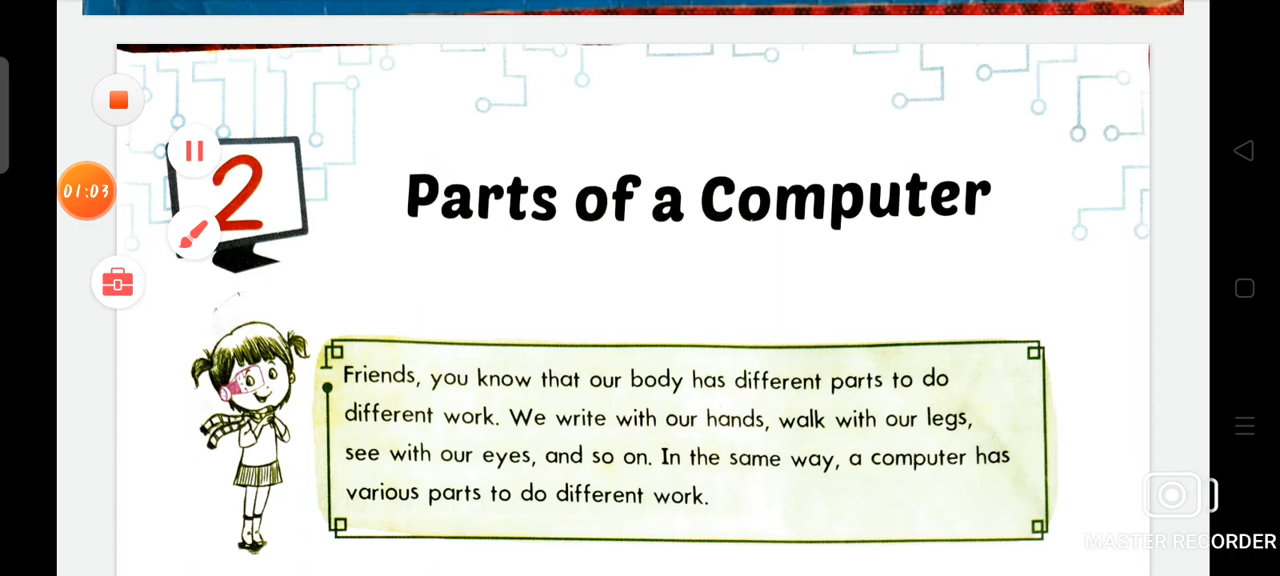 2
Parts of a Computer
01:03
Friends, you know that our body has different parts to do
different work. We write with our hands, walk with our legs,
see with our eyes, and so on. In the same way, a computer has
various parts to do different work.
MASTER RECORDER